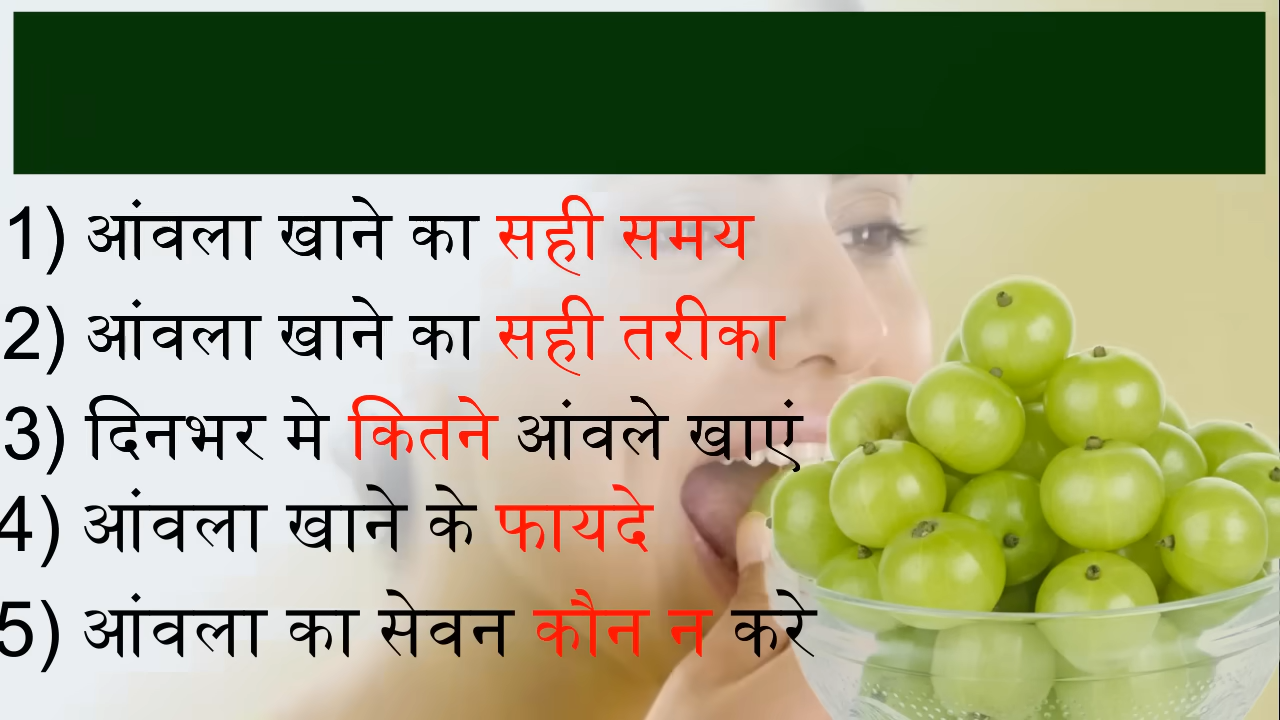 1) आंवला खाने का सही समय
2) आंवला खाने का सही तरीका
3) दिनभर मे कितने आंवले खाएं
4) आंवला खाने के फायदे
5) आंवला का सेवन कौन न करे